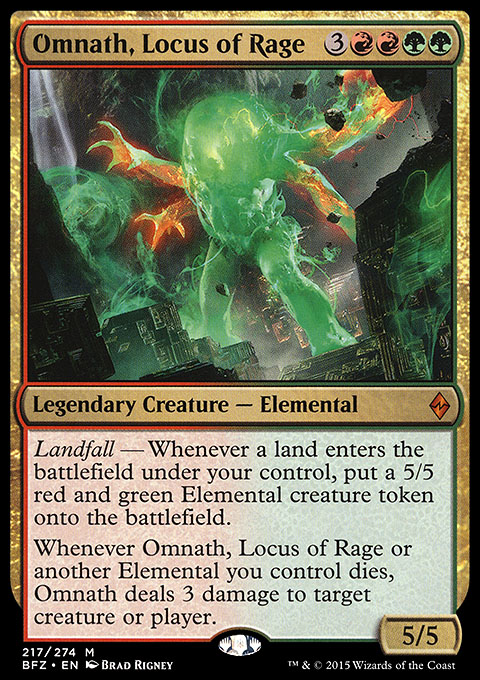 Omnath, Locus of Rage 3
Legendary Creature — Elemental
Landfall — Whenever a land enters the
battlefield under your control, put a 5/5
red and green Elemental creature token
onto the battlefield.
Whenever Omnath, Locus of Rage or
another Elemental you control dies,
Omnath deals 3 damage to target
creature or player.
5/5
217/274 M
BFZ • EN Brad Rigney
™ & © 2015 Wizards of the Coast